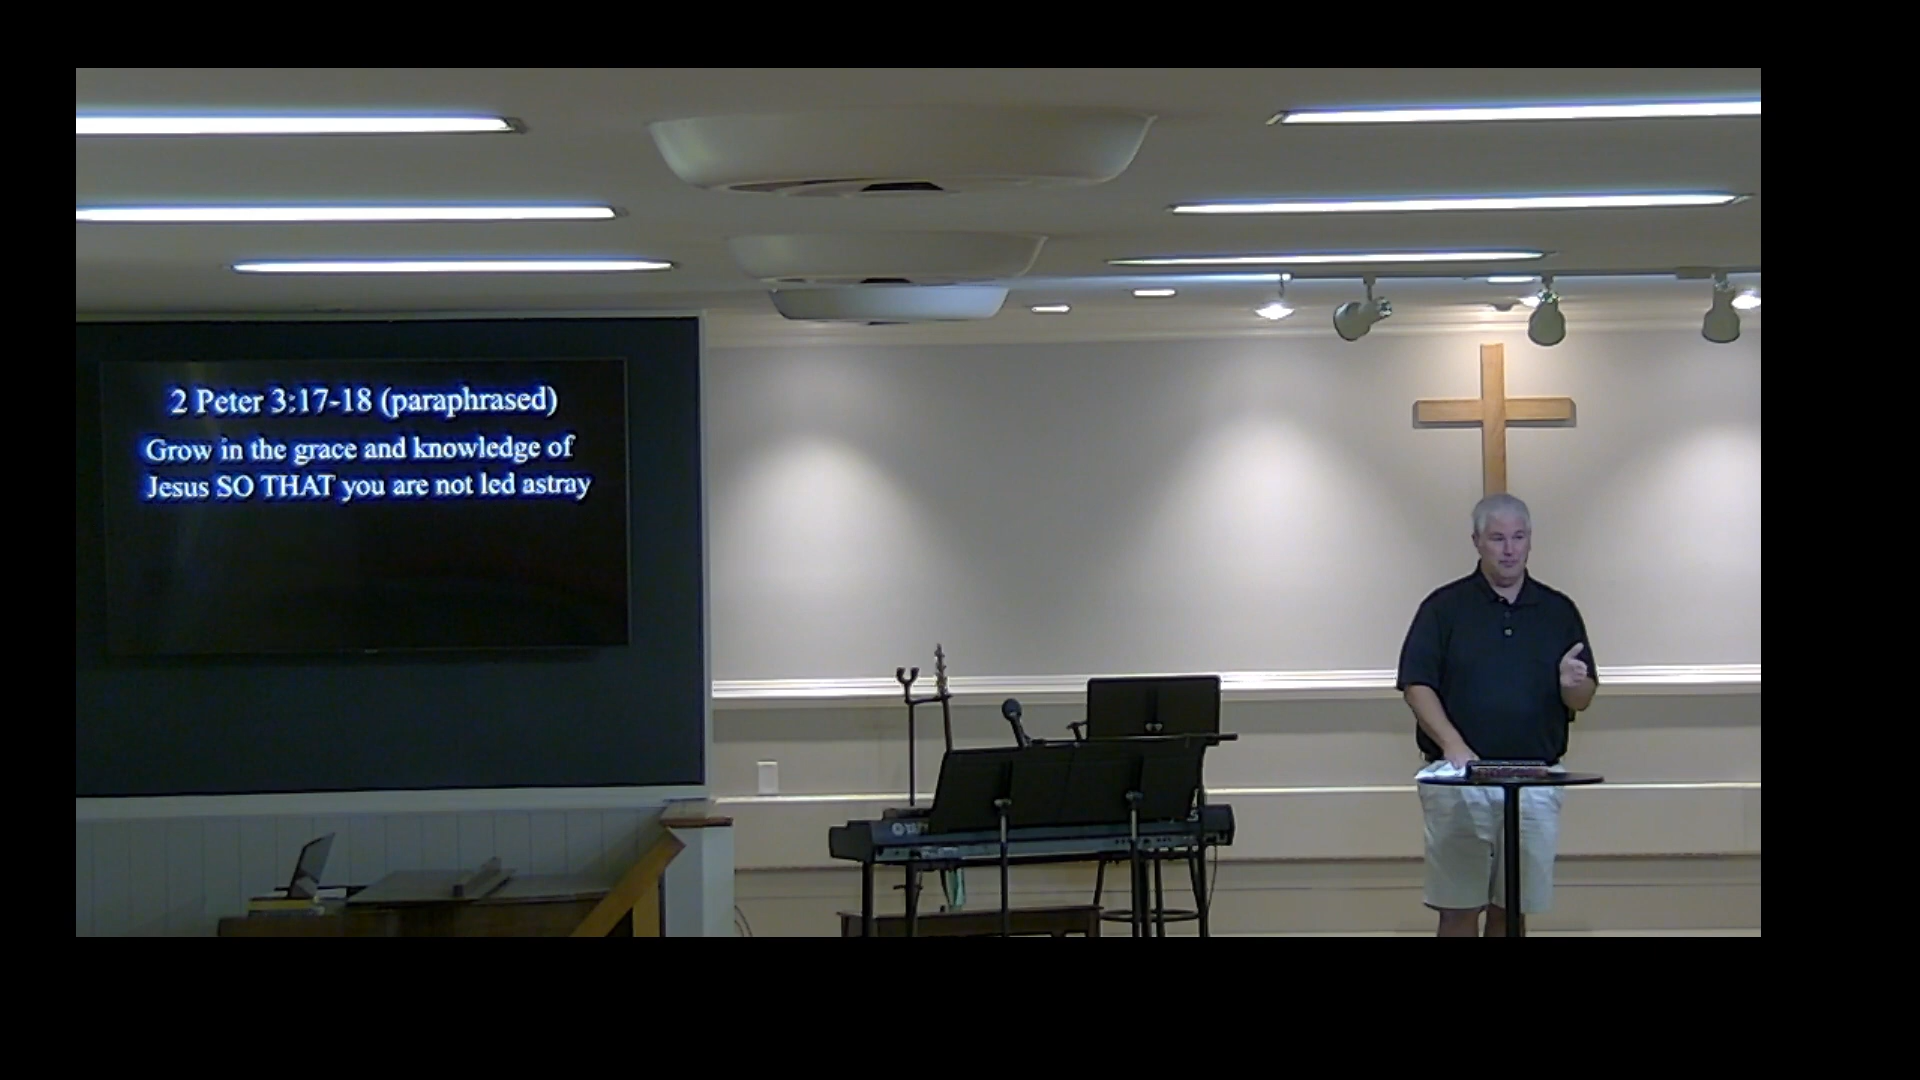 2 Peter 3:17-18 (paraphrased)
Grow in the grace and knowledge of
Jesus SO THAT you are not led astray